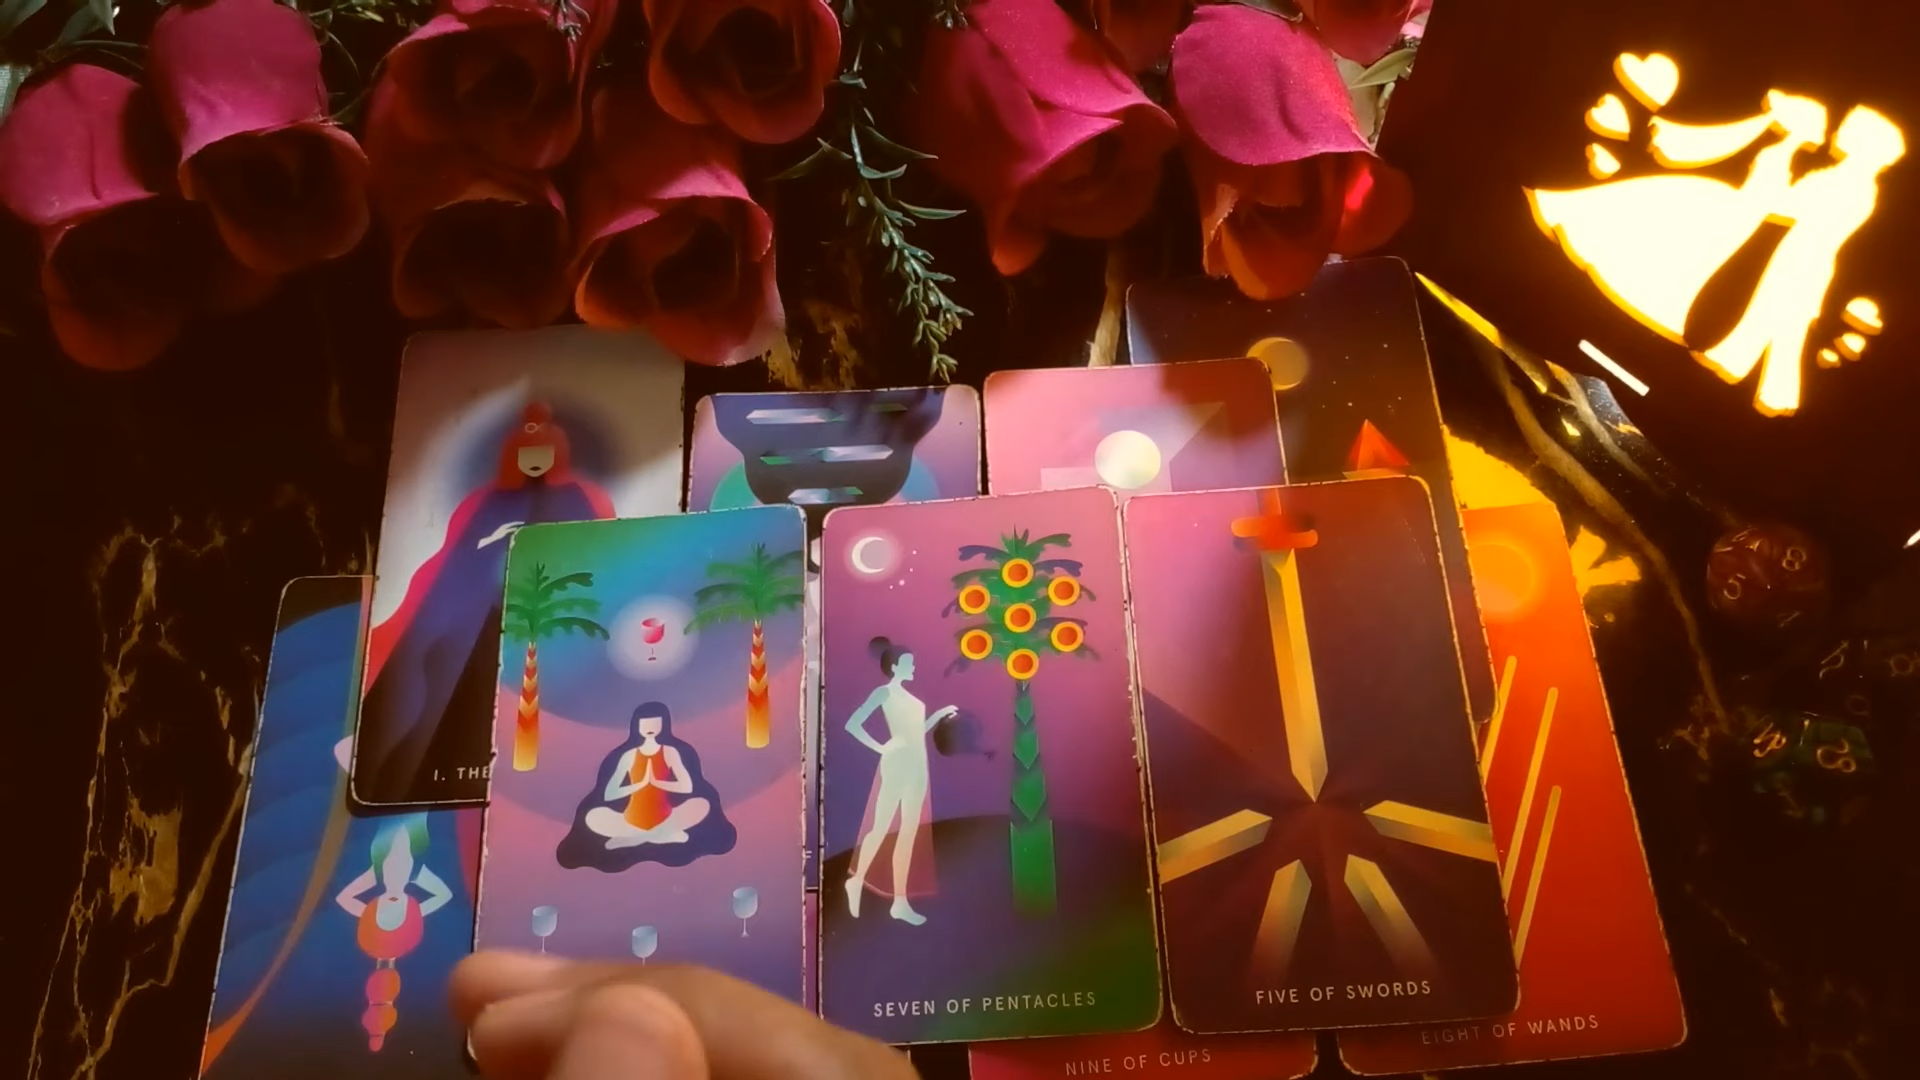 I. THE
SEVEN OF PENTACLES
FIVE OF SWORDS
EIGHT OF WANDS
NINE OF CUPS